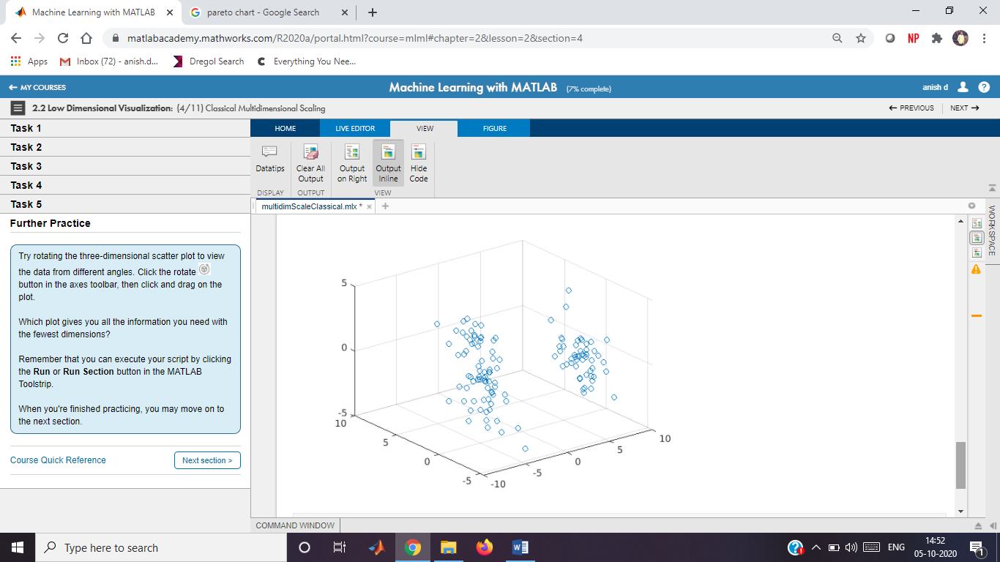 Machine Learning with MATLAB
pareto chart - Google Search
matlabacademy.mathworks.com/R2020a/portal.html?course=mlml#chapter=2&lesson=2&section=4
NP
Apps
Inbox (72) - anish.d...
Dregol Search
Everything You Nee...
MY COURSES
Machine Learning with MATLAB (7% complete)
anish d
2.2 Low Dimensional Visualization: (4/11) Classical Multidimensional Scaling
PREVIOUS
NEXT
Task 1
Task 2
Task 3
Task 4
Task 5
Further Practice
Try rotating the three-dimensional scatter plot to view
the data from different angles. Click the rotate
button in the axes toolbar, then click and drag on the
plot.
Which plot gives you all the information you need with
the fewest dimensions?
Remember that you can execute your script by clicking
the Run or Run Section button in the MATLAB
Toolstrip.
When you're finished practicing, you may move on to
the next section.
Course Quick Reference
Next section >
HOME
LIVE EDITOR
VIEW
FIGURE
Datatips
Clear All
Output
Output
on Right
Output
Inline
Hide
Code
DISPLAY
OUTPUT
VIEW
multidimScaleClassical.mlx *
WORKSPACE
5
0
-5
10
5
0
-5
-10
-5
0
5
10
COMMAND WINDOW
Type here to search
ENG
14:52
05-10-2020
1